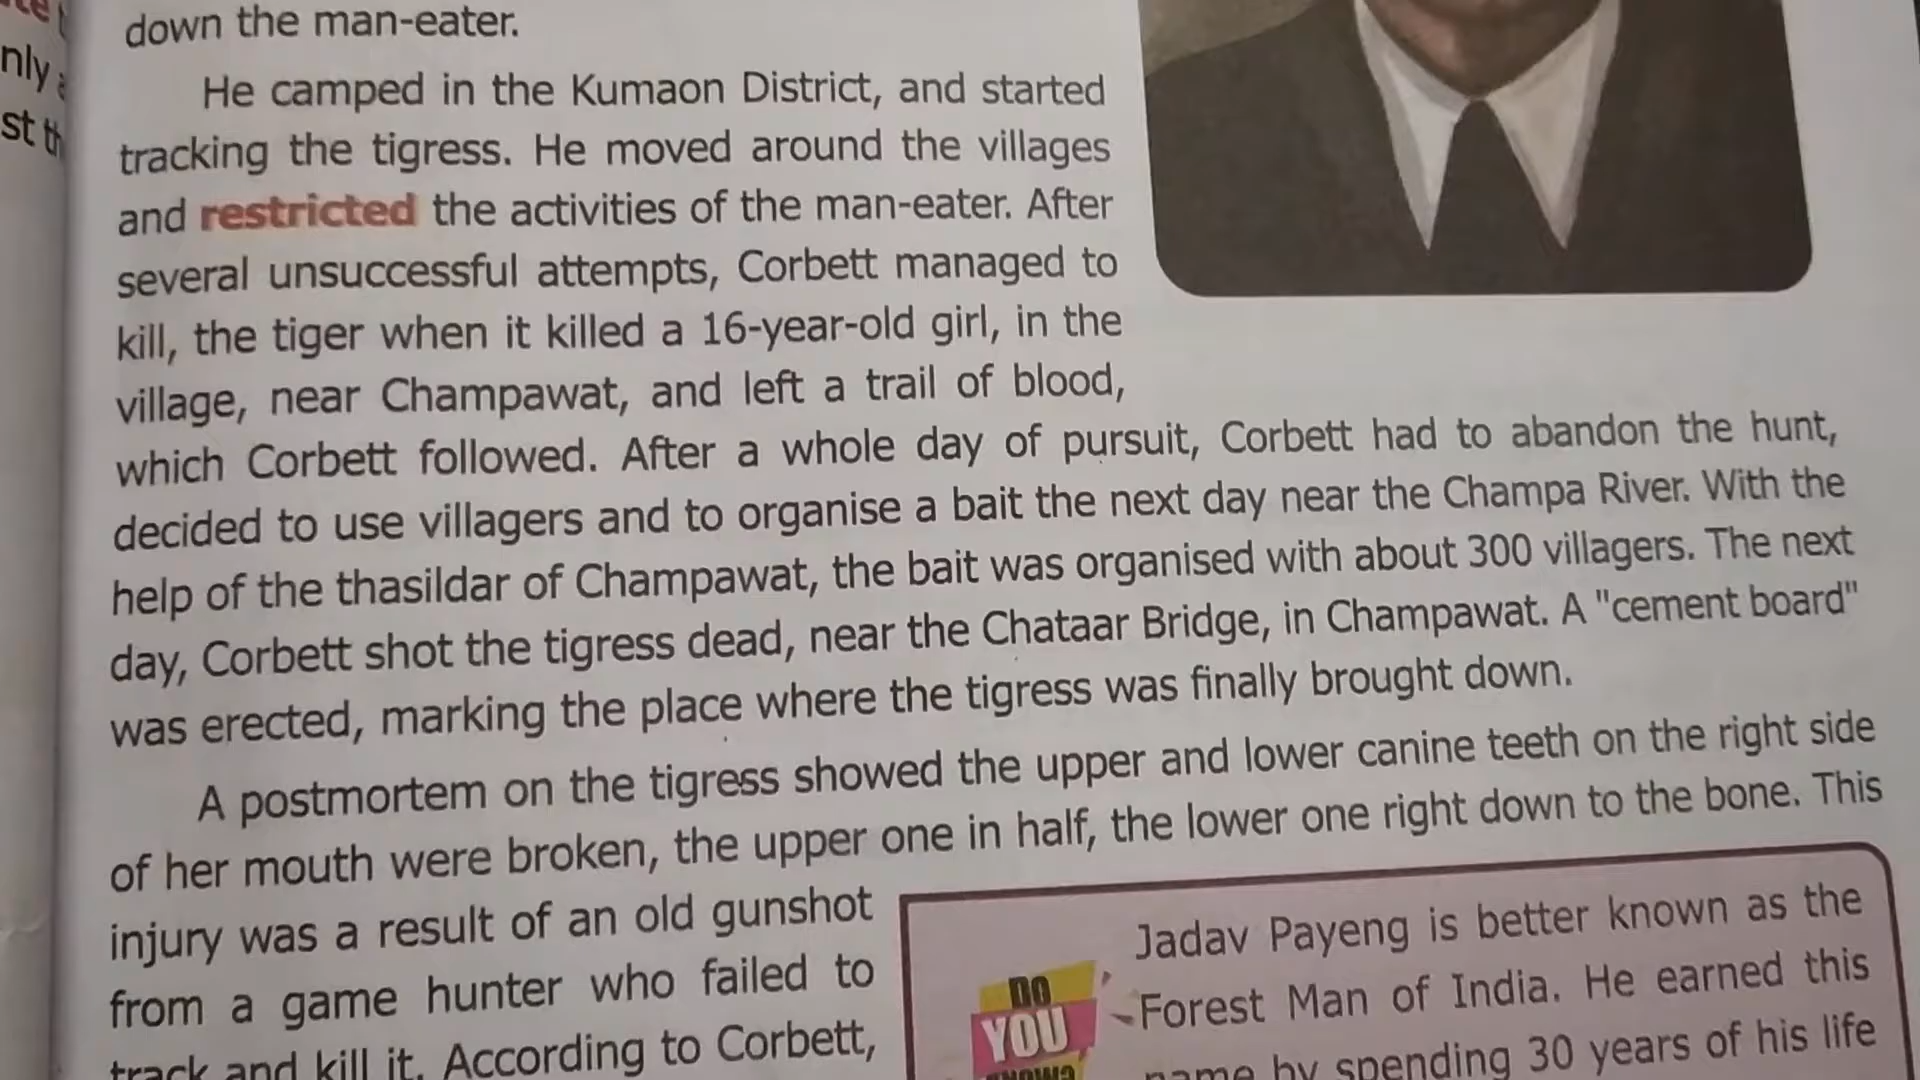 down the man-eater.
He camped in the Kumaon District, and started
tracking the tigress. He moved around the villages
and restricted the activities of the man-eater. After
several unsuccessful attempts, Corbett managed to
kill, the tiger when it killed a 16-year-old girl, in the
village, near Champawat, and left a trail of blood,
which Corbett followed. After a whole day of pursuit, Corbett had to abandon the hunt,
decided to use villagers and to organise a bait the next day near the Champa River. With the
help of the thasildar of Champawat, the bait was organised with about 300 villagers. The next
day, Corbett shot the tigress dead, near the Chataar Bridge, in Champawat. A "cement board"
was erected, marking the place where the tigress was finally brought down.
A postmortem on the tigress showed the upper and lower canine teeth on the right side
of her mouth were broken, the upper one in half, the lower one right down to the bone. This
injury was a result of an old gunshot
from a game hunter who failed to
track and kill it. According to Corbett,
DO
YOU
KNOW?
Jadav Payeng is better known as the
Forest Man of India. He earned this
name by spending 30 years of his life